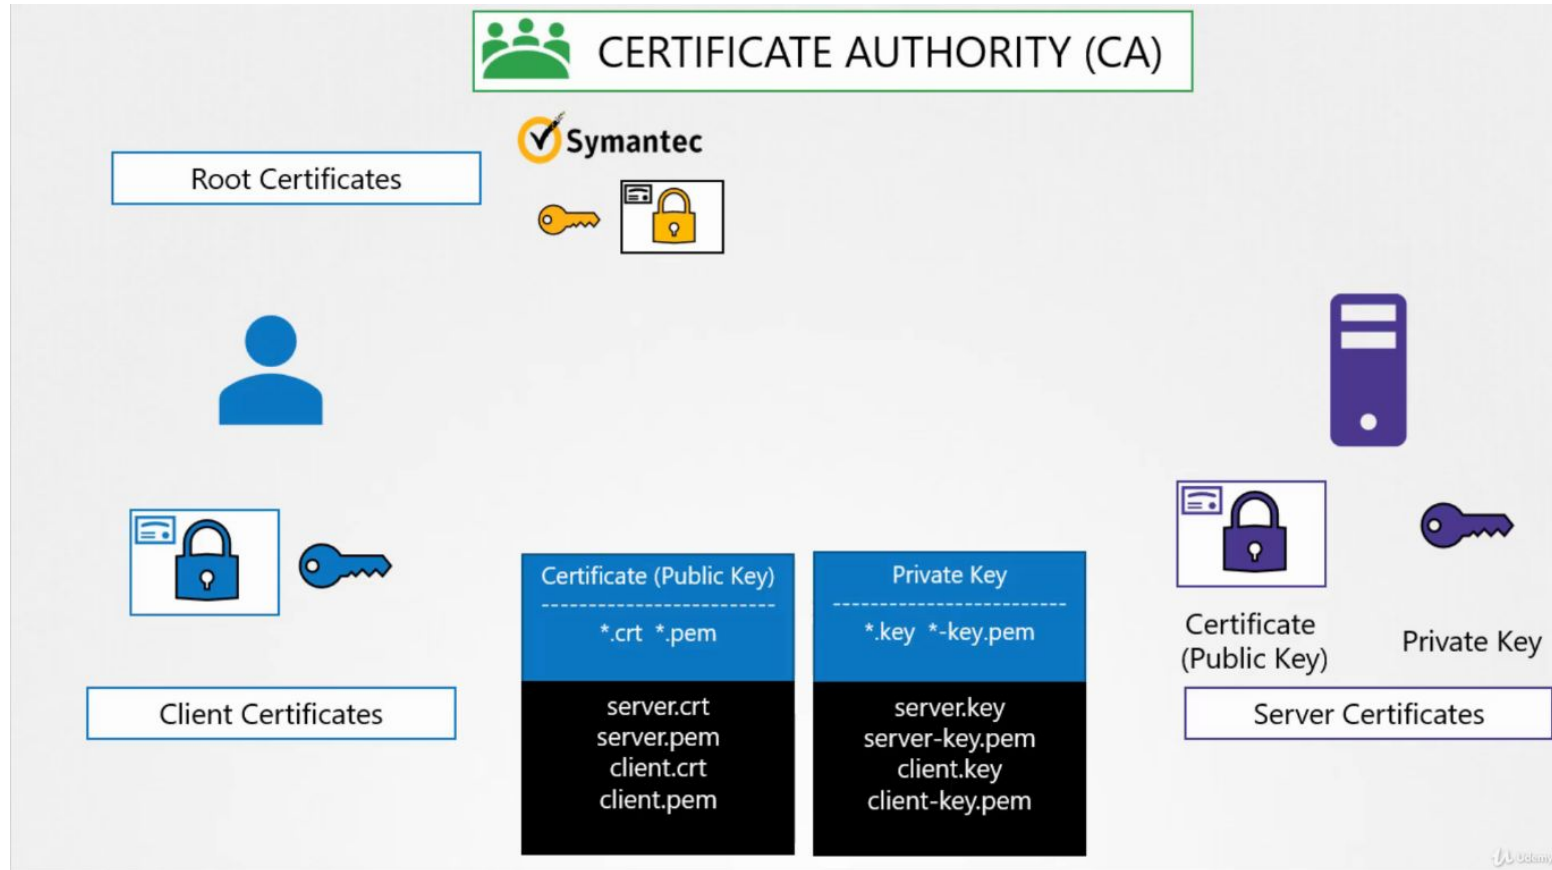 CERTIFICATE AUTHORITY (CA)
Symantec
Root Certificates
Certificate (Public Key)
------------------------
*.crt *.pem
server.crt
server.pem
client.crt
client.pem
Private Key
------------------------
*.key *-key.pem
server.key
server-key.pem
client.key
client-key.pem
Certificate
(Public Key)
Private Key
Client Certificates
Server Certificates
Udemy